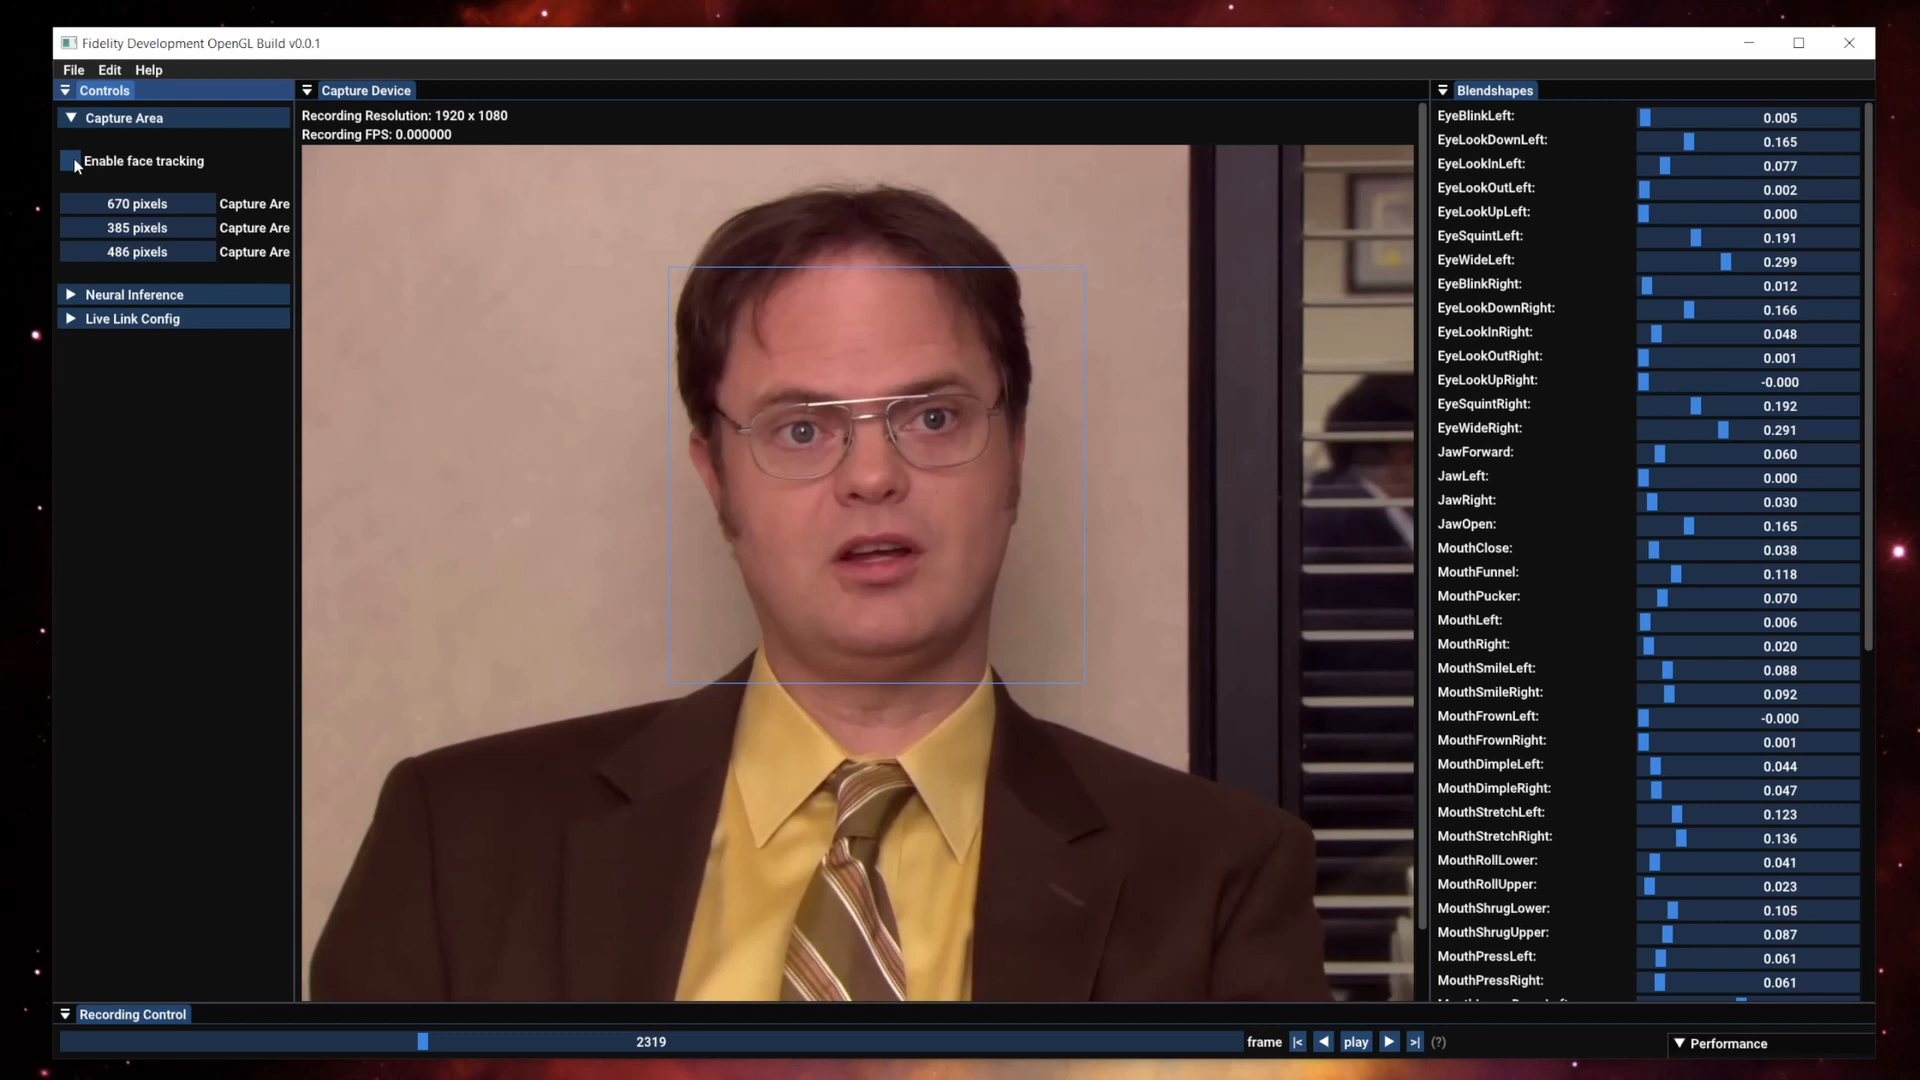 Fidelity Development OpenGL Build v0.0.1
File Edit Help
Controls
Capture Area
Enable face tracking
670 pixels Capture Are
385 pixels Capture Are
486 pixels Capture Are
Neural Inference
Live Link Config
Capture Device
Recording Resolution: 1920 x 1080
Recording FPS: 0.000000
Blendshapes
EyeBlinkLeft: 0.005
EyeLookDownLeft: 0.165
EyeLookInLeft: 0.077
EyeLookOutLeft: 0.002
EyeLookUpLeft: 0.000
EyeSquintLeft: 0.191
EyeWideLeft: 0.299
EyeBlinkRight: 0.012
EyeLookDownRight: 0.166
EyeLookInRight: 0.048
EyeLookOutRight: 0.001
EyeLookUpRight: -0.000
EyeSquintRight: 0.192
EyeWideRight: 0.291
JawForward: 0.060
JawLeft: 0.000
JawRight: 0.030
JawOpen: 0.165
MouthClose: 0.038
MouthFunnel: 0.118
MouthPucker: 0.070
MouthLeft: 0.006
MouthRight: 0.020
MouthSmileLeft: 0.088
MouthSmileRight: 0.092
MouthFrownLeft: -0.000
MouthFrownRight: 0.001
MouthDimpleLeft: 0.044
MouthDimpleRight: 0.047
MouthStretchLeft: 0.123
MouthStretchRight: 0.136
MouthRollLower: 0.041
MouthRollUpper: 0.023
MouthShrugLower: 0.105
MouthShrugUpper: 0.087
MouthPressLeft: 0.061
MouthPressRight: 0.061
Recording Control
2319 frame |< play >| (?)
Performance